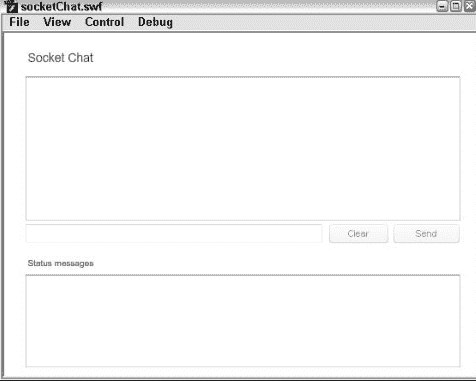 socketChat.swf
File View Control Debug
Socket Chat
Clear Send
Status messages